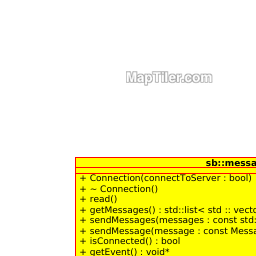 MapTiler.com
sb::messa
+ Connection(connectToServer : bool)
+ ~ Connection()
+ read()
+ getMessages() : std::list< std :: vecto
+ sendMessages(messages : const std:
+ sendMessage(message : const Messa
+ isConnected() : bool
+ getEvent() : void*